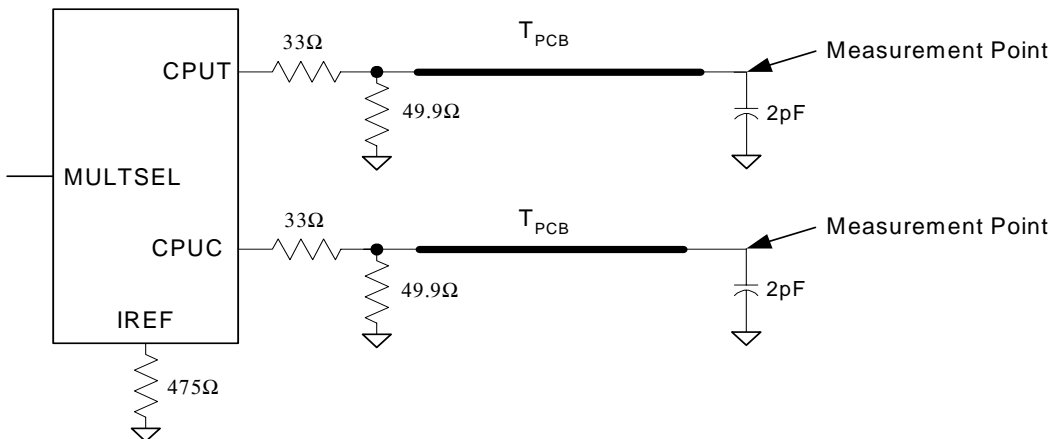 33Ω
T_PCB
Measurement Point
CPUT
49.9Ω
2pF
MULTSEL
33Ω
T_PCB
Measurement Point
CPUC
49.9Ω
2pF
IREF
475Ω